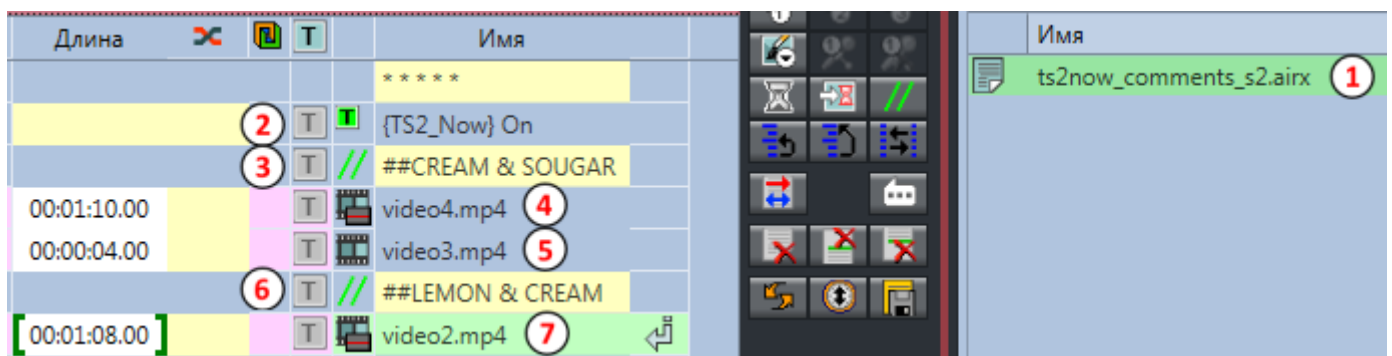 Длина T Имя
* * * * *
2 T T {TS2_Now} On
3 T // ##CREAM & SOUGAR
00:01:10.00 T video4.mp4 4
00:00:04.00 T video3.mp4 5
6 T // ##LEMON & CREAM
[00:01:08.00] T video2.mp4 7
//
Имя
ts2now_comments_s2.airx 1